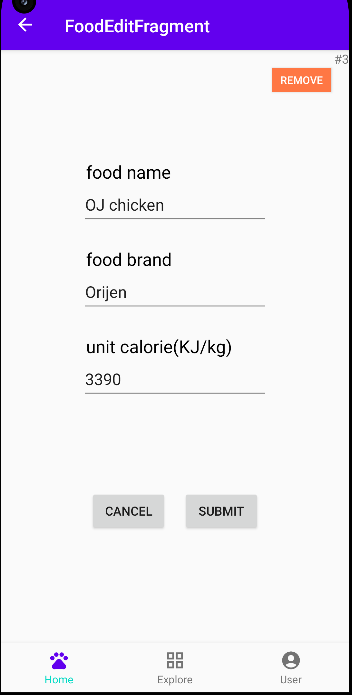 FoodEditFragment
#3
REMOVE
food name
OJ chicken
food brand
Orijen
unit calorie(KJ/kg)
3390
CANCEL SUBMIT
Home Explore User